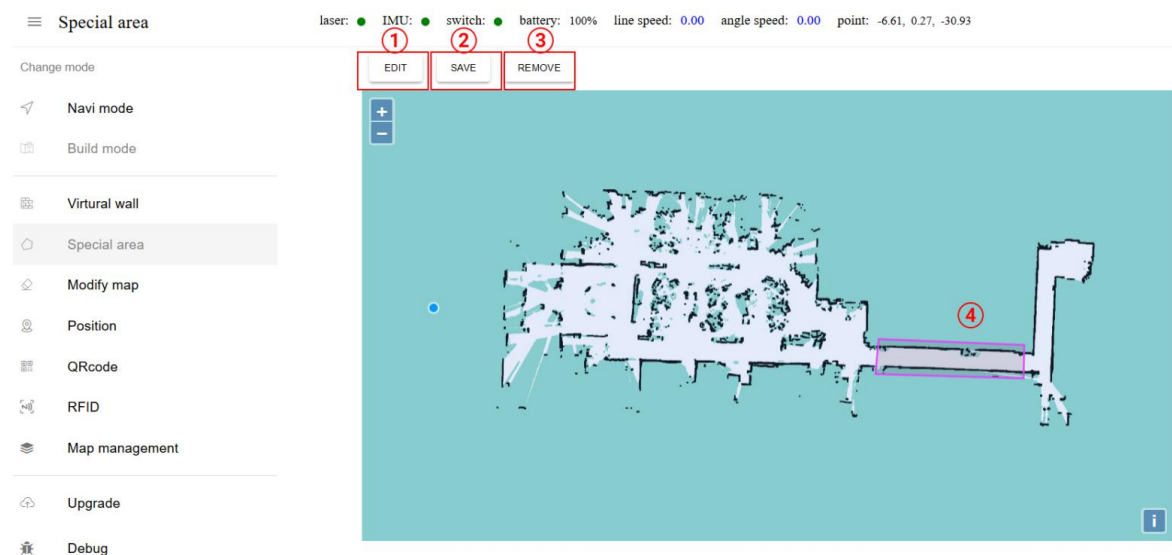 Special area
laser: IMU: switch: battery: 100% line speed: 0.00 angle speed: 0.00 point: -6.61, 0.27, -30.93
① ② ③
Change mode
EDIT SAVE REMOVE
Navi mode
+
−
Build mode
Virtural wall
Special area
Modify map
Position
④
QRcode
RFID
Map management
Upgrade
i
Debug